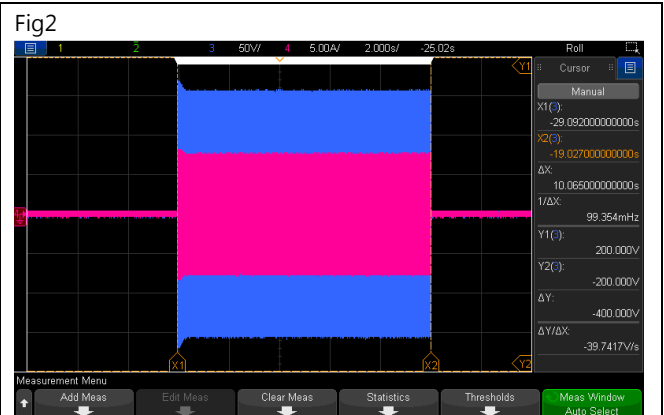 Fig2
1 2 3 50V/ 4 5.00A/ 2.000s/ -25.02s Roll
Y1
Cursor
Manual
X1(3):
-29.092000000000s
X2(3):
-19.027000000000s
ΔX:
10.065000000000s
1/ΔX:
99.354mHz
Y1(3):
200.000V
Y2(3):
-200.000V
ΔY:
-400.000V
ΔY/ΔX:
-39.7417V/s
X1 X2 Y2
Measurement Menu
Add Meas Edit Meas Clear Meas Statistics Thresholds Meas Window
Auto Select